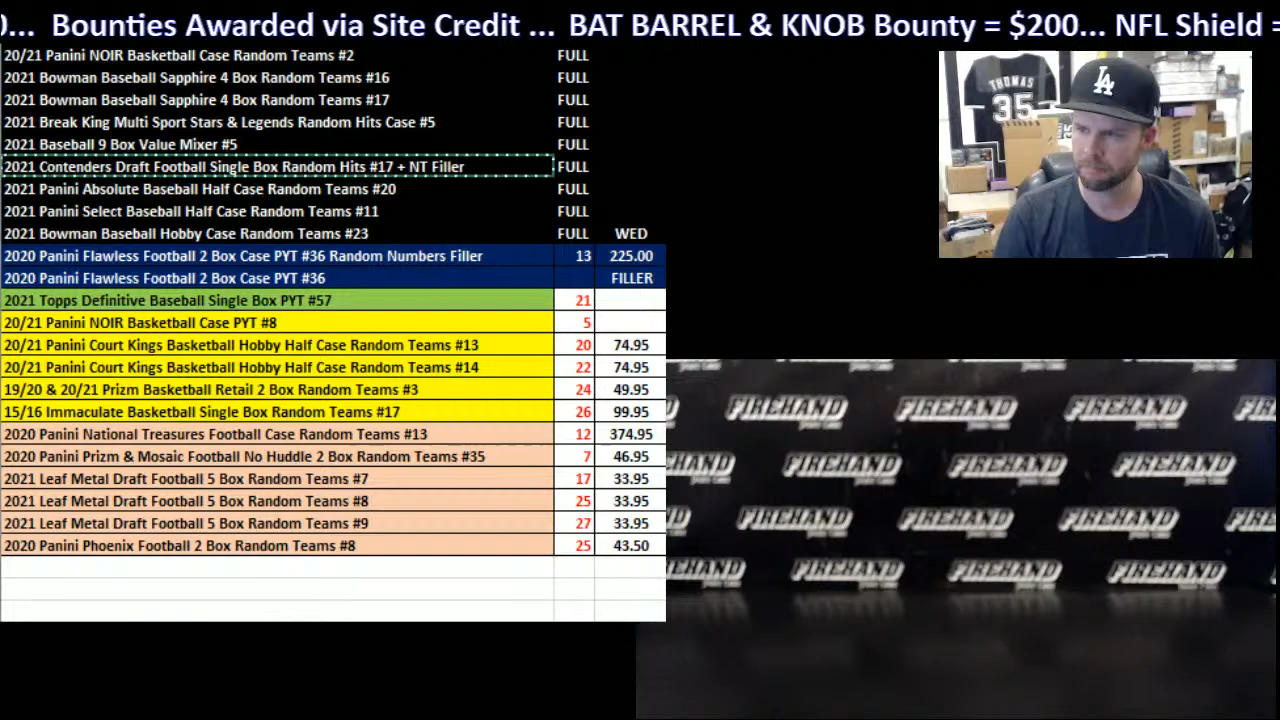 0... Bounties Awarded via Site Credit ... BAT BARREL & KNOB Bounty = $200... NFL Shield =
20/21 Panini NOIR Basketball Case Random Teams #2 FULL
2021 Bowman Baseball Sapphire 4 Box Random Teams #16 FULL
2021 Bowman Baseball Sapphire 4 Box Random Teams #17 FULL
2021 Break King Multi Sport Stars & Legends Random Hits Case #5 FULL
2021 Baseball 9 Box Value Mixer #5 FULL
2021 Contenders Draft Football Single Box Random Hits #17 + NT Filler FULL
2021 Panini Absolute Baseball Half Case Random Teams #20 FULL
2021 Panini Select Baseball Half Case Random Teams #11 FULL
2021 Bowman Baseball Hobby Case Random Teams #23 FULL WED
2020 Panini Flawless Football 2 Box Case PYT #36 Random Numbers Filler 13 225.00
2020 Panini Flawless Football 2 Box Case PYT #36 FILLER
2021 Topps Definitive Baseball Single Box PYT #57 21
20/21 Panini NOIR Basketball Case PYT #8 5
20/21 Panini Court Kings Basketball Hobby Half Case Random Teams #13 20 74.95
20/21 Panini Court Kings Basketball Hobby Half Case Random Teams #14 22 74.95
19/20 & 20/21 Prizm Basketball Retail 2 Box Random Teams #3 24 49.95
15/16 Immaculate Basketball Single Box Random Teams #17 26 99.95
2020 Panini National Treasures Football Case Random Teams #13 12 374.95
2020 Panini Prizm & Mosaic Football No Huddle 2 Box Random Teams #35 7 46.95
2021 Leaf Metal Draft Football 5 Box Random Teams #7 17 33.95
2021 Leaf Metal Draft Football 5 Box Random Teams #8 25 33.95
2021 Leaf Metal Draft Football 5 Box Random Teams #9 27 33.95
2020 Panini Phoenix Football 2 Box Random Teams #8 25 43.50
THOMAS
35
LA
FIREHAND FIREHAND FIREHAND
FIREHAND FIREHAND FIREHAND
FIREHAND FIREHAND FIREHAND
FIREHAND FIREHAND FIREHAND